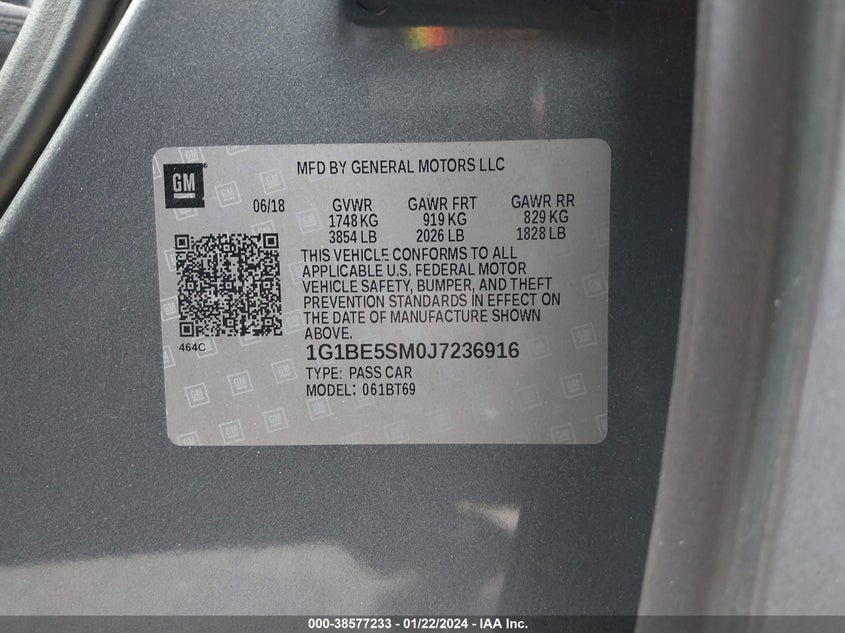 GM
MFD BY GENERAL MOTORS LLC
06/18 GVWR GAWR FRT GAWR RR
1748 KG 919 KG 829 KG
3854 LB 2026 LB 1828 LB
THIS VEHICLE CONFORMS TO ALL
APPLICABLE U.S. FEDERAL MOTOR
VEHICLE SAFETY, BUMPER, AND THEFT
PREVENTION STANDARDS IN EFFECT ON
THE DATE OF MANUFACTURE SHOWN
ABOVE.
464C
1G1BE5SM0J7236916
TYPE: PASS CAR
MODEL: 061BT69
000-38577233 - 01/22/2024 - IAA Inc.